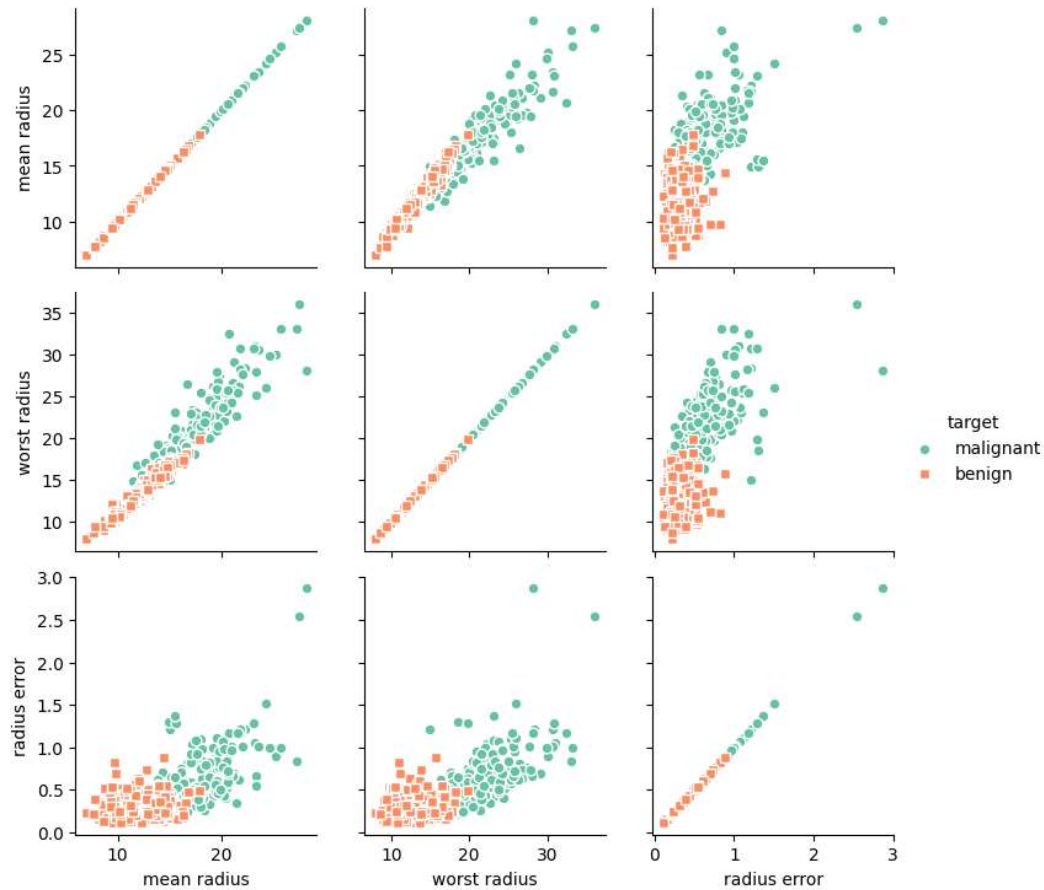 mean radius
25
20
15
10
10 20
10 20 30
0 1 2 3
worst radius
35
30
25
20
15
10
target
malignant
benign
radius error
3.0
2.5
2.0
1.5
1.0
0.5
0.0
mean radius
worst radius
radius error